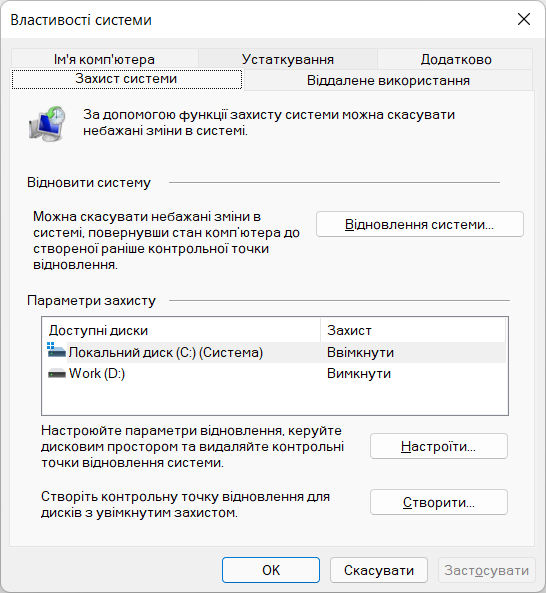 Властивості системи
Ім'я комп'ютера
Устаткування
Додатково
Захист системи
Віддалене використання
За допомогою функції захисту системи можна скасувати
небажані зміни в системі.
Відновити систему
Можна скасувати небажані зміни в
системі, повернувши стан комп’ютера до
створеної раніше контрольної точки
відновлення.
Відновлення системи...
Параметри захисту
Доступні диски
Захист
Локальний диск (C:) (Система)
Ввімкнути
Work (D:)
Вимкнути
Настроюйте параметри відновлення, керуйте
дисковим простором та видаляйте контрольні
точки відновлення системи.
Настроїти...
Створіть контрольну точку відновлення для
дисків з увімкнутим захистом.
Створити...
OK
Скасувати
Застосувати